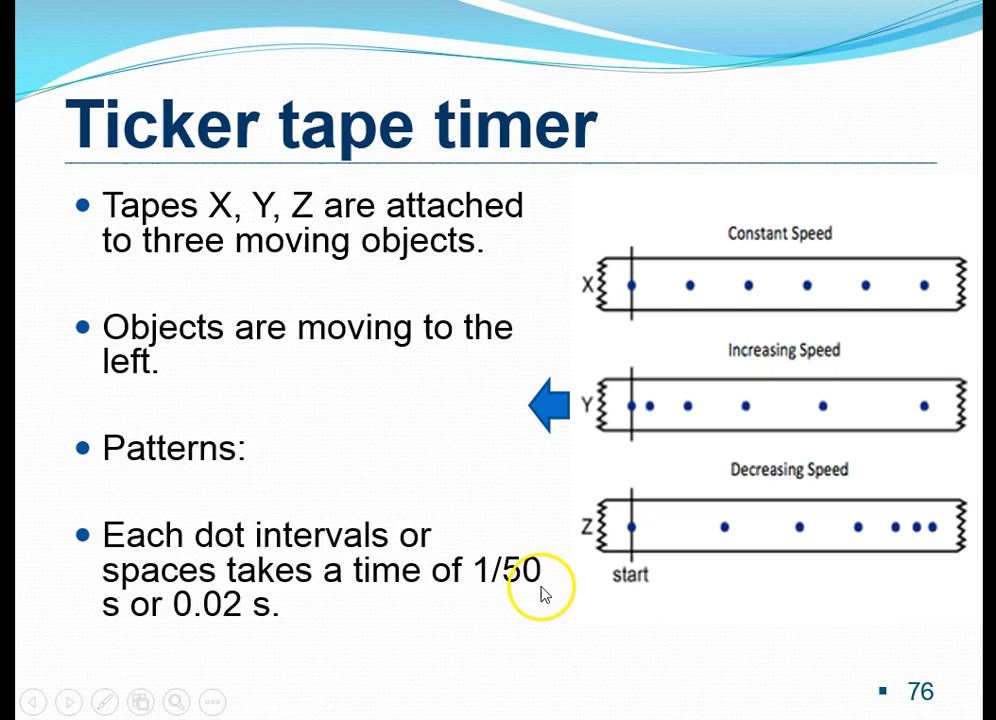 Ticker tape timer
Tapes X, Y, Z are attached
to three moving objects.
Objects are moving to the
left.
Patterns:
Each dot intervals or
spaces takes a time of 1/50
s or 0.02 s.
Constant Speed
X
Increasing Speed
Y
Decreasing Speed
Z
start
76